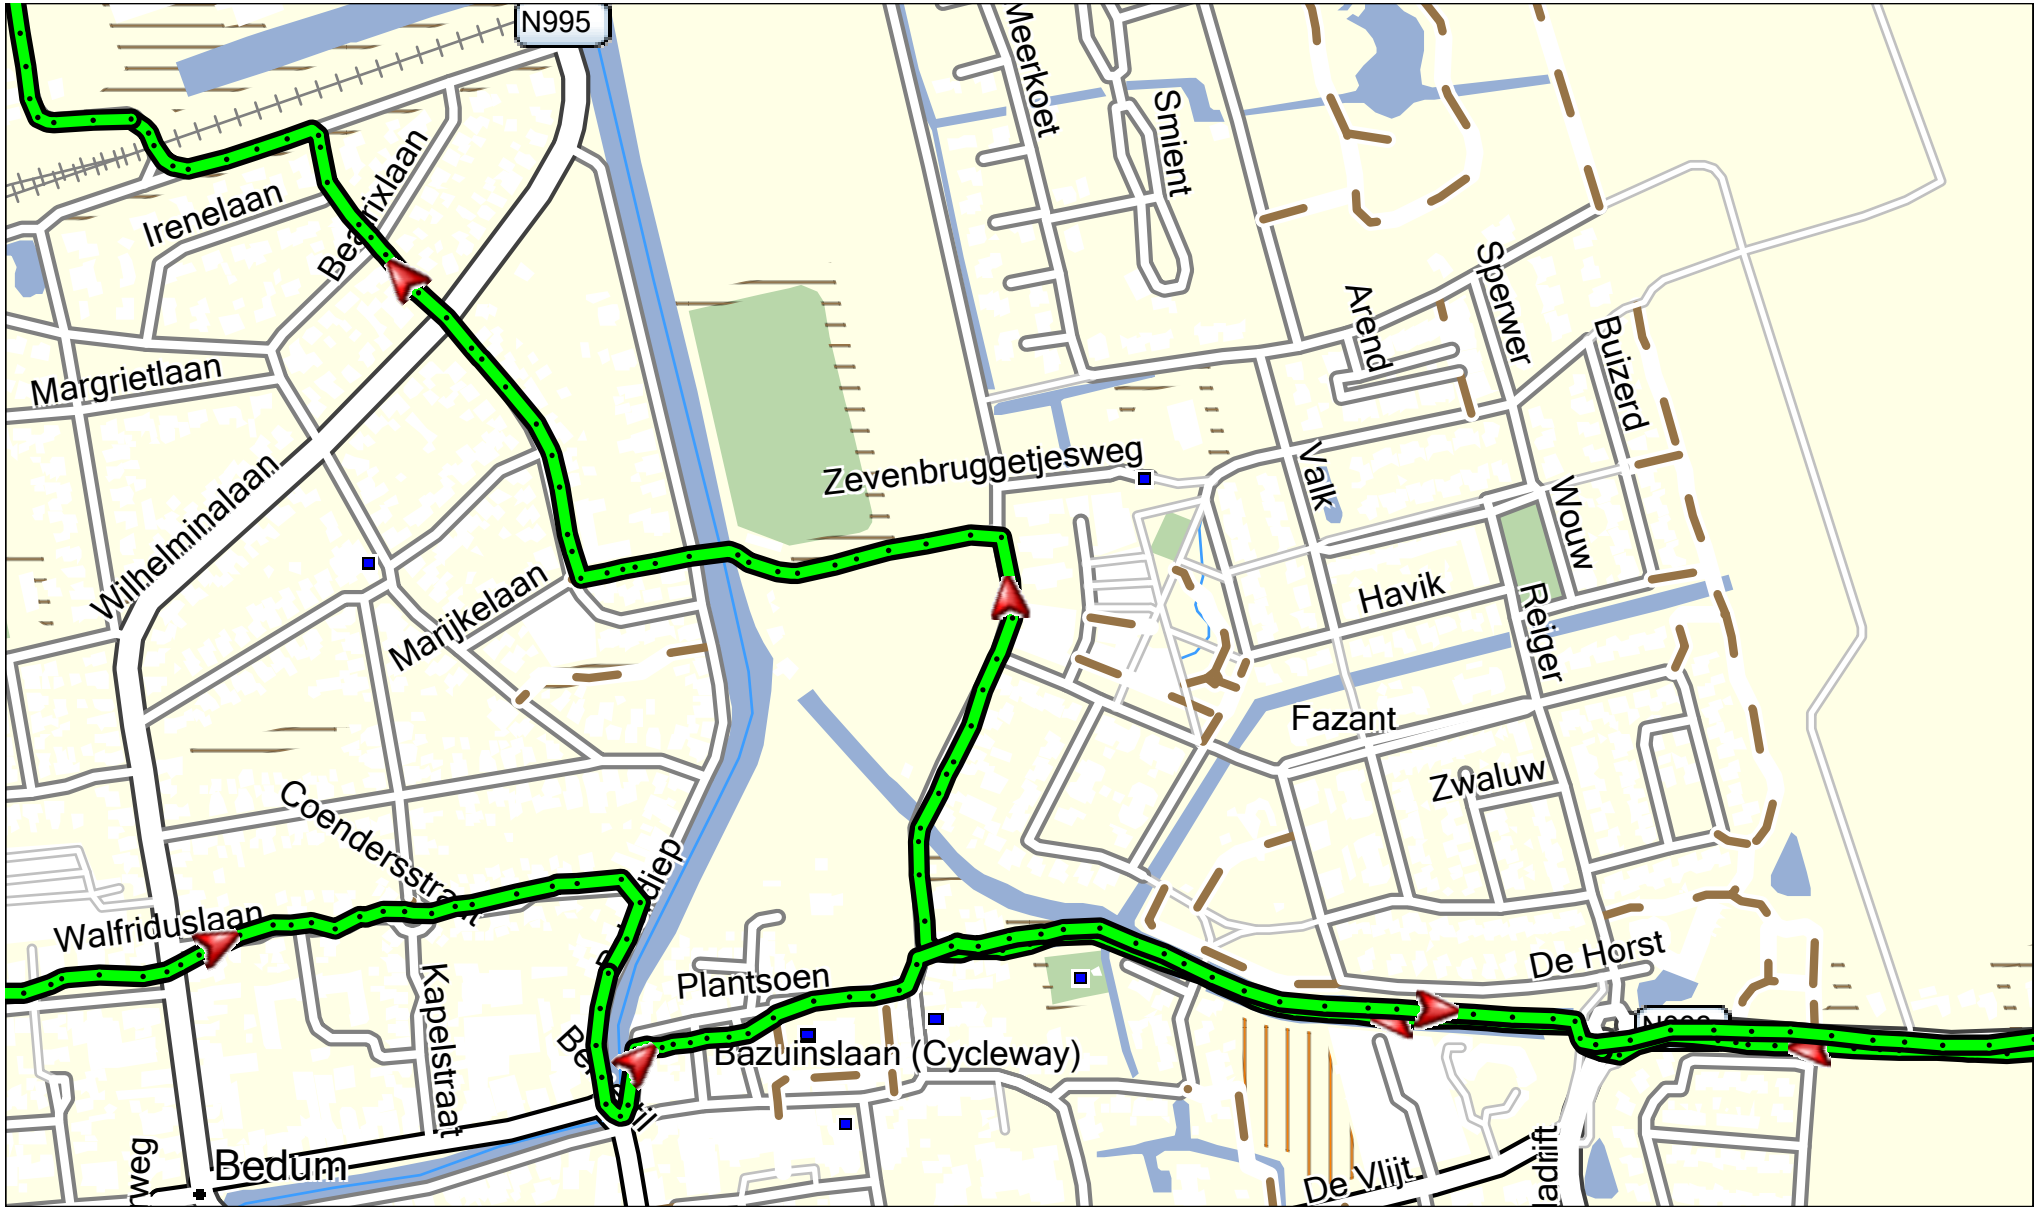 N995
Meerkoet
Smient
Irenelaan
Sperwer
Arend
Buizerd
Margrietlaan
Zevenbruggetjesweg
Valk
Wilhelminalaan
Wouw
Marijkelaan
Havik
Reiger
Fazant
Zwaluw
Coendersstraat
Walfriduslaan
De Horst
Plantsoen
Kapelstraat
Bazuinslaan (Cycleway)
Bedum
De Vlijt